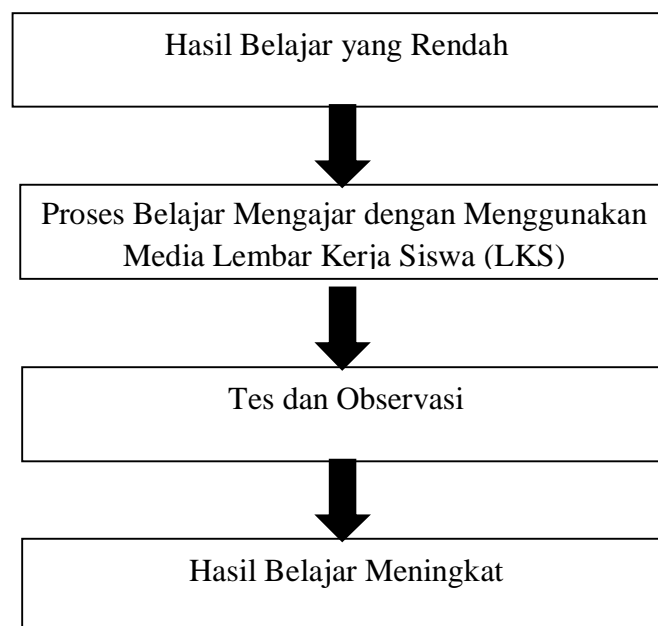 Hasil Belajar yang Rendah
Proses Belajar Mengajar dengan Menggunakan
Media Lembar Kerja Siswa (LKS)
Tes dan Observasi
Hasil Belajar Meningkat